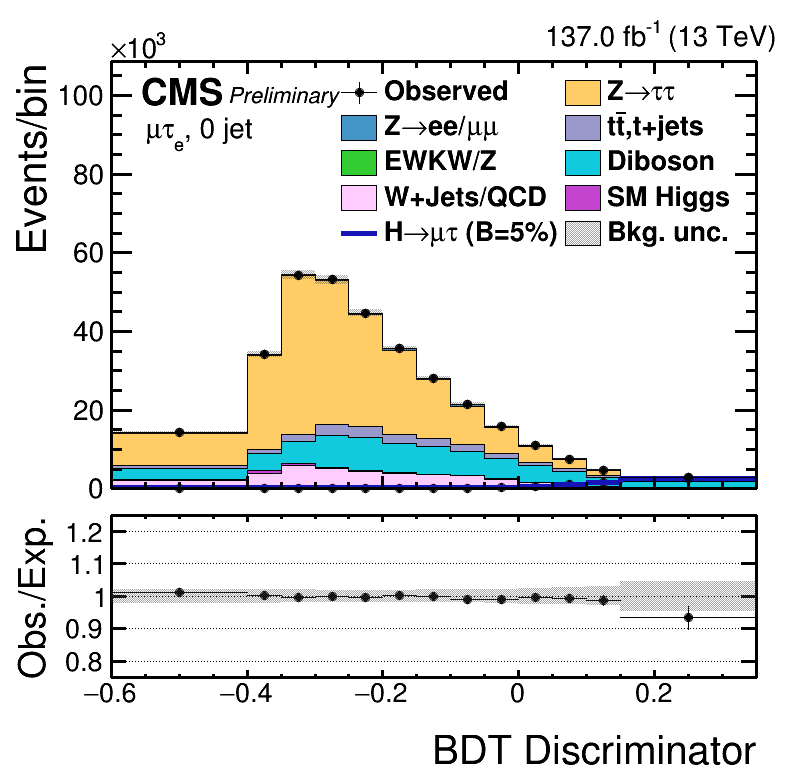 ×10³
137.0 fb⁻¹ (13 TeV)
Events/bin
CMS Preliminary
μτₑ, 0 jet
Observed
Z→ττ
Z→ee/μμ
tt̄,t+jets
EWKW/Z
Diboson
W+Jets/QCD
SM Higgs
H→μτ (B=5%)
Bkg. unc.
100
80
60
40
20
0
Obs./Exp.
1.2
1.1
1
0.9
0.8
−0.6 −0.4 −0.2 0 0.2
BDT Discriminator